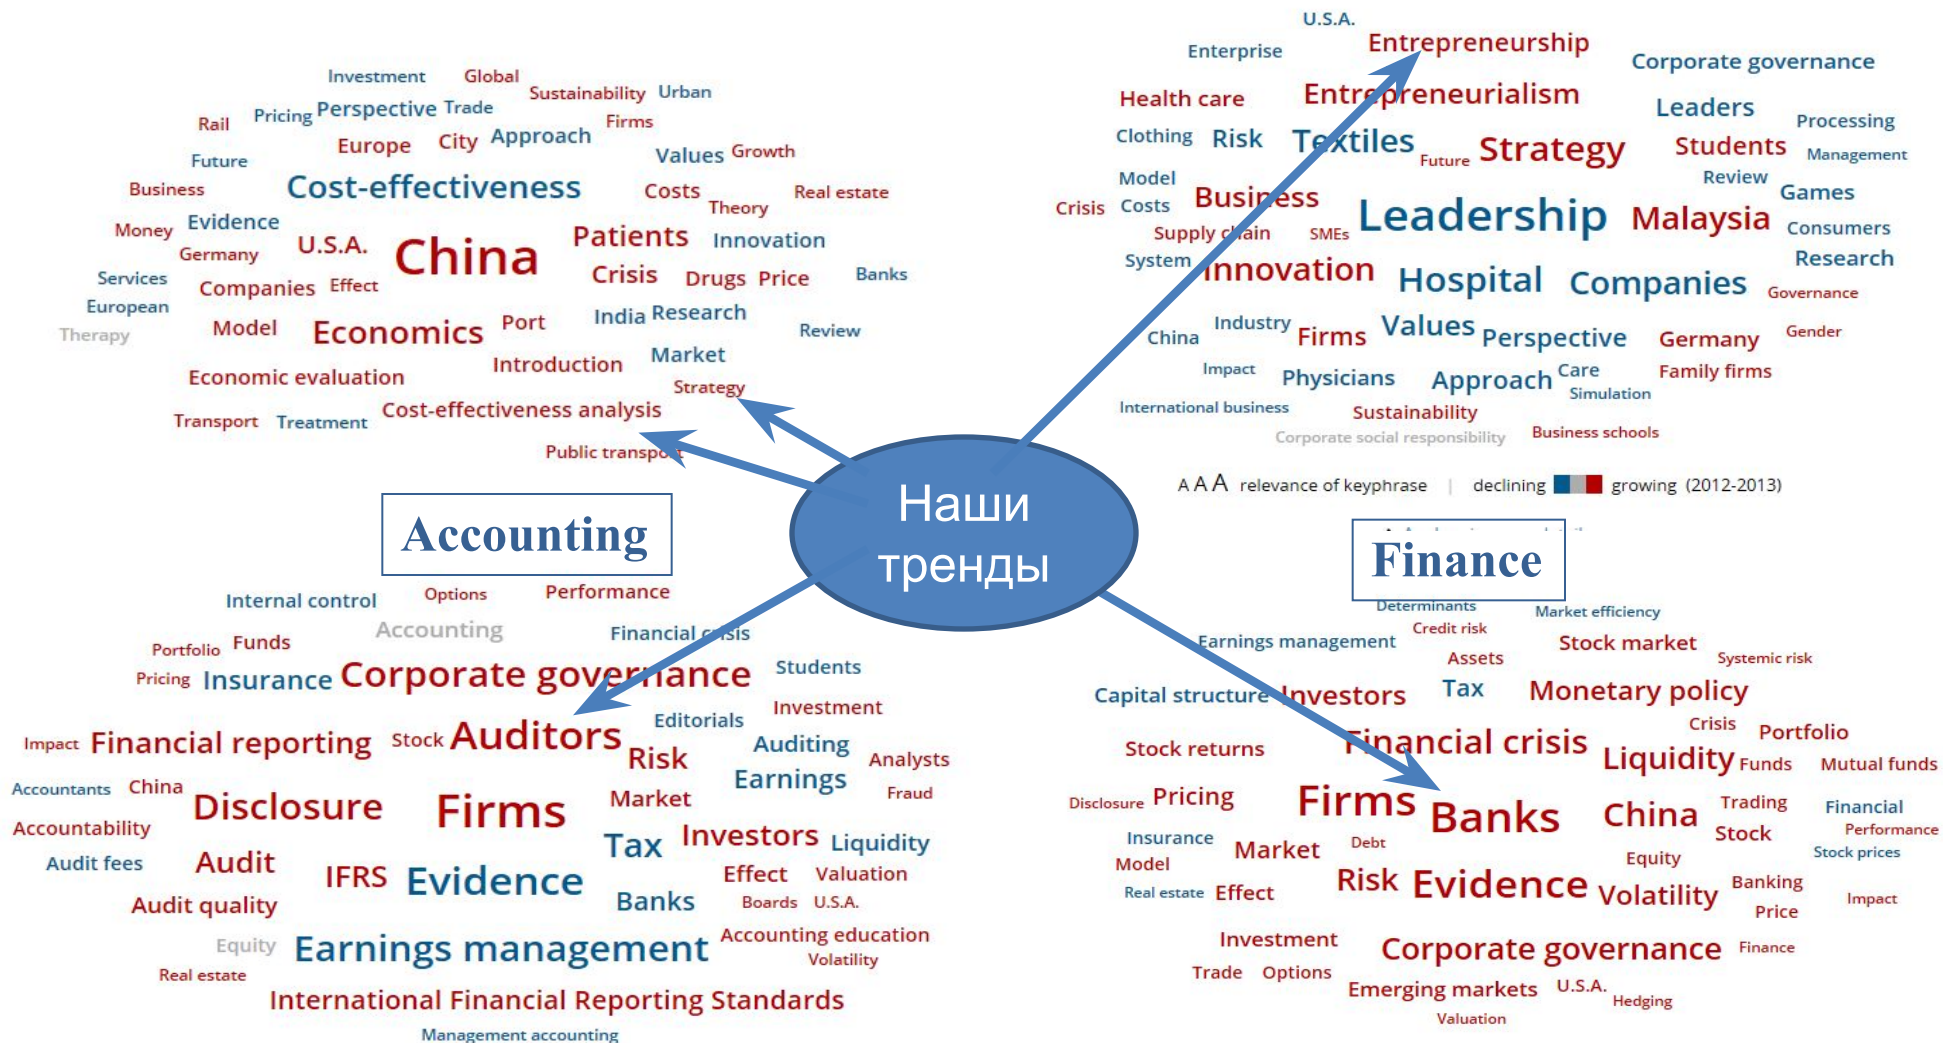 Investment Global
Sustainability Urban
Pricing Perspective Trade
Rail Firms
Europe City Approach
Future Values Growth
Business Cost-effectiveness Costs Real estate
Theory
Money Evidence
Germany U.S.A. China Patients Innovation
Services Crisis Drugs Price Banks
Companies Effect
European
Therapy Model Economics Port India Research Review
Introduction Market
Economic evaluation Strategy
Transport Treatment Cost-effectiveness analysis
Public transport
U.S.A.
Enterprise Entrepreneurship
Corporate governance
Health care Entrepreneurialism Leaders
Processing
Clothing Risk Textiles Future Strategy Students Management
Model Review
Crisis Costs Business Leadership Malaysia Games
Supply chain SMEs Consumers
System Innovation Hospital Companies Research
Governance
China Industry Firms Values Perspective Germany Gender
Impact Physicians Approach Care Family firms
Simulation
International business Sustainability
Corporate social responsibility Business schools
A A A relevance of keyphrase | declining growing (2012-2013)
Наши
тренды
Accounting
Internal control Options Performance
Accounting Financial crisis
Portfolio Funds
Pricing Insurance Corporate governance Students
Editorials Investment
Impact Financial reporting Stock Auditors Risk Auditing Analysts
Accountants China Disclosure Firms Market Earnings Fraud
Accountability Tax Investors Liquidity
Audit fees Audit IFRS Evidence Effect Valuation
Audit quality Banks Boards U.S.A.
Equity Earnings management Accounting education
Volatility
Real estate
International Financial Reporting Standards
Management accounting
Finance
Determinants Market efficiency
Earnings management Credit risk Stock market
Assets Systemic risk
Capital structure Investors Tax Monetary policy
Crisis Portfolio
Stock returns Financial crisis Liquidity Funds Mutual funds
Disclosure Pricing Firms Banks China Trading Financial
Stock Performance
Insurance Market Debt Stock prices
Model Equity
Real estate Effect Risk Evidence Volatility Banking Impact
Price
Investment Corporate governance Finance
Trade Options
Emerging markets U.S.A. Hedging
Valuation